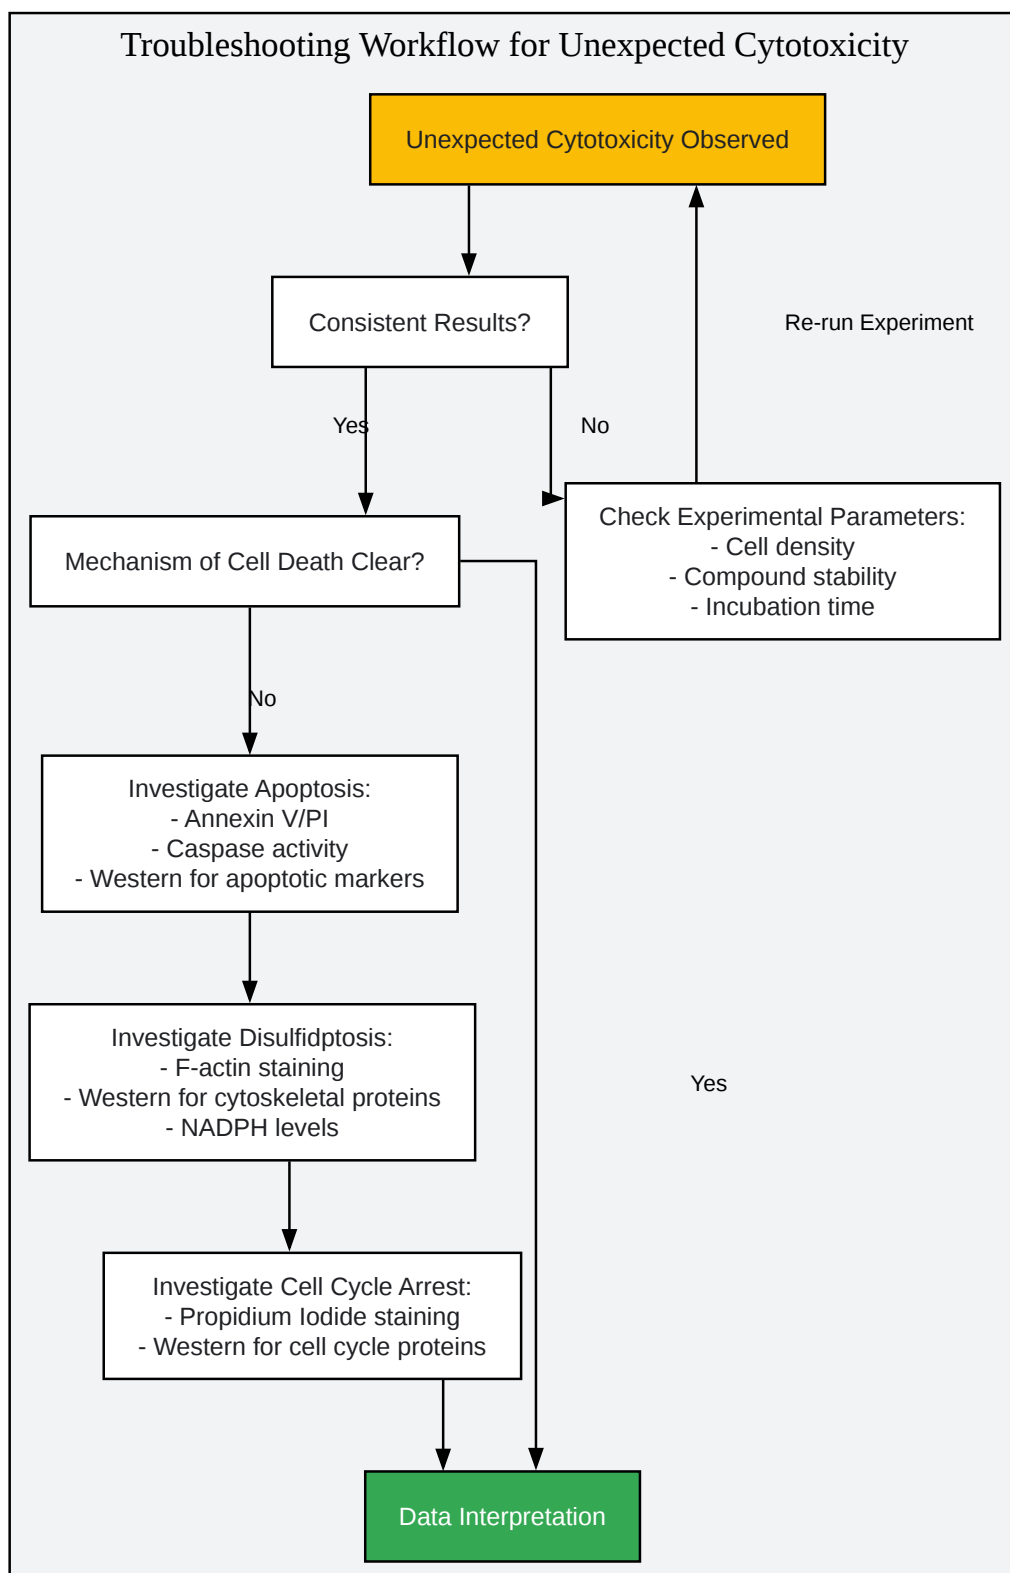 Troubleshooting Workflow for Unexpected Cytotoxicity
Unexpected Cytotoxicity Observed
Consistent Results?
Re-run Experiment
Yes
No
Check Experimental Parameters:
- Cell density
- Compound stability
- Incubation time
Mechanism of Cell Death Clear?
No
Investigate Apoptosis:
- Annexin V/PI
- Caspase activity
- Western for apoptotic markers
Investigate Disulfidptosis:
- F-actin staining
- Western for cytoskeletal proteins
- NADPH levels
Yes
Investigate Cell Cycle Arrest:
- Propidium Iodide staining
- Western for cell cycle proteins
Data Interpretation